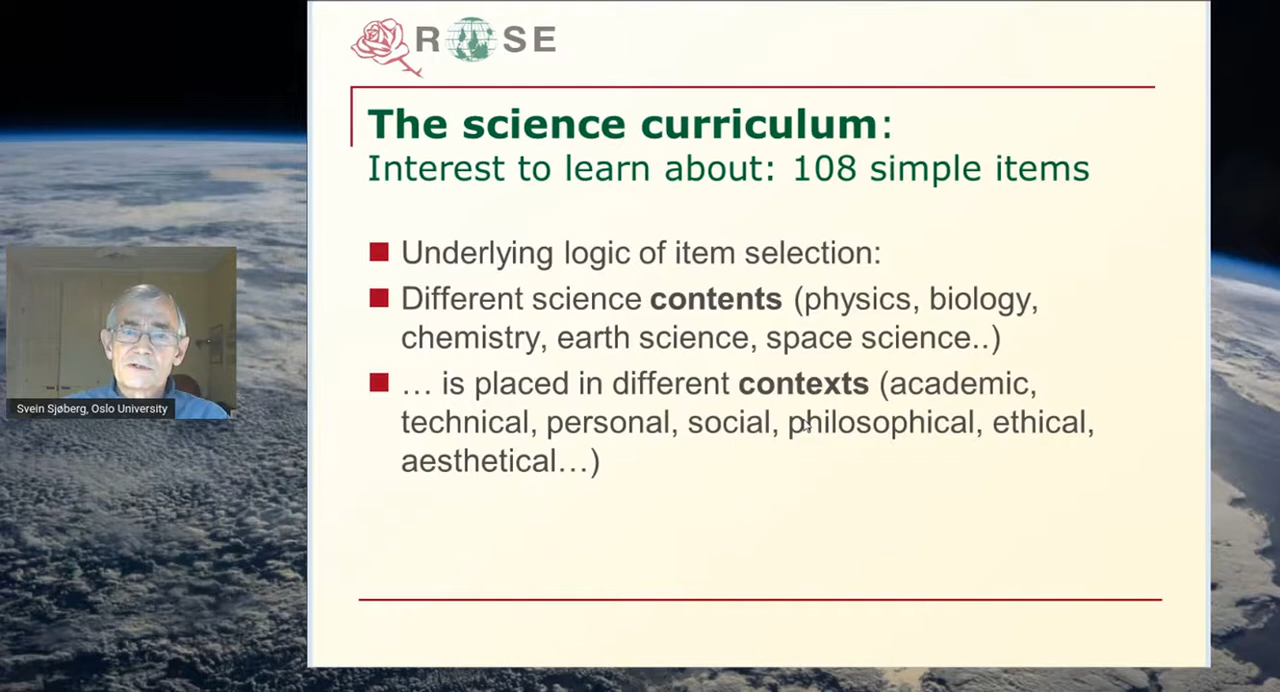 ROSE
The science curriculum:
Interest to learn about: 108 simple items
Underlying logic of item selection:
Different science contents (physics, biology,
chemistry, earth science, space science..)
… is placed in different contexts (academic,
technical, personal, social, philosophical, ethical,
aesthetical…)
Svein Sjøberg, Oslo University